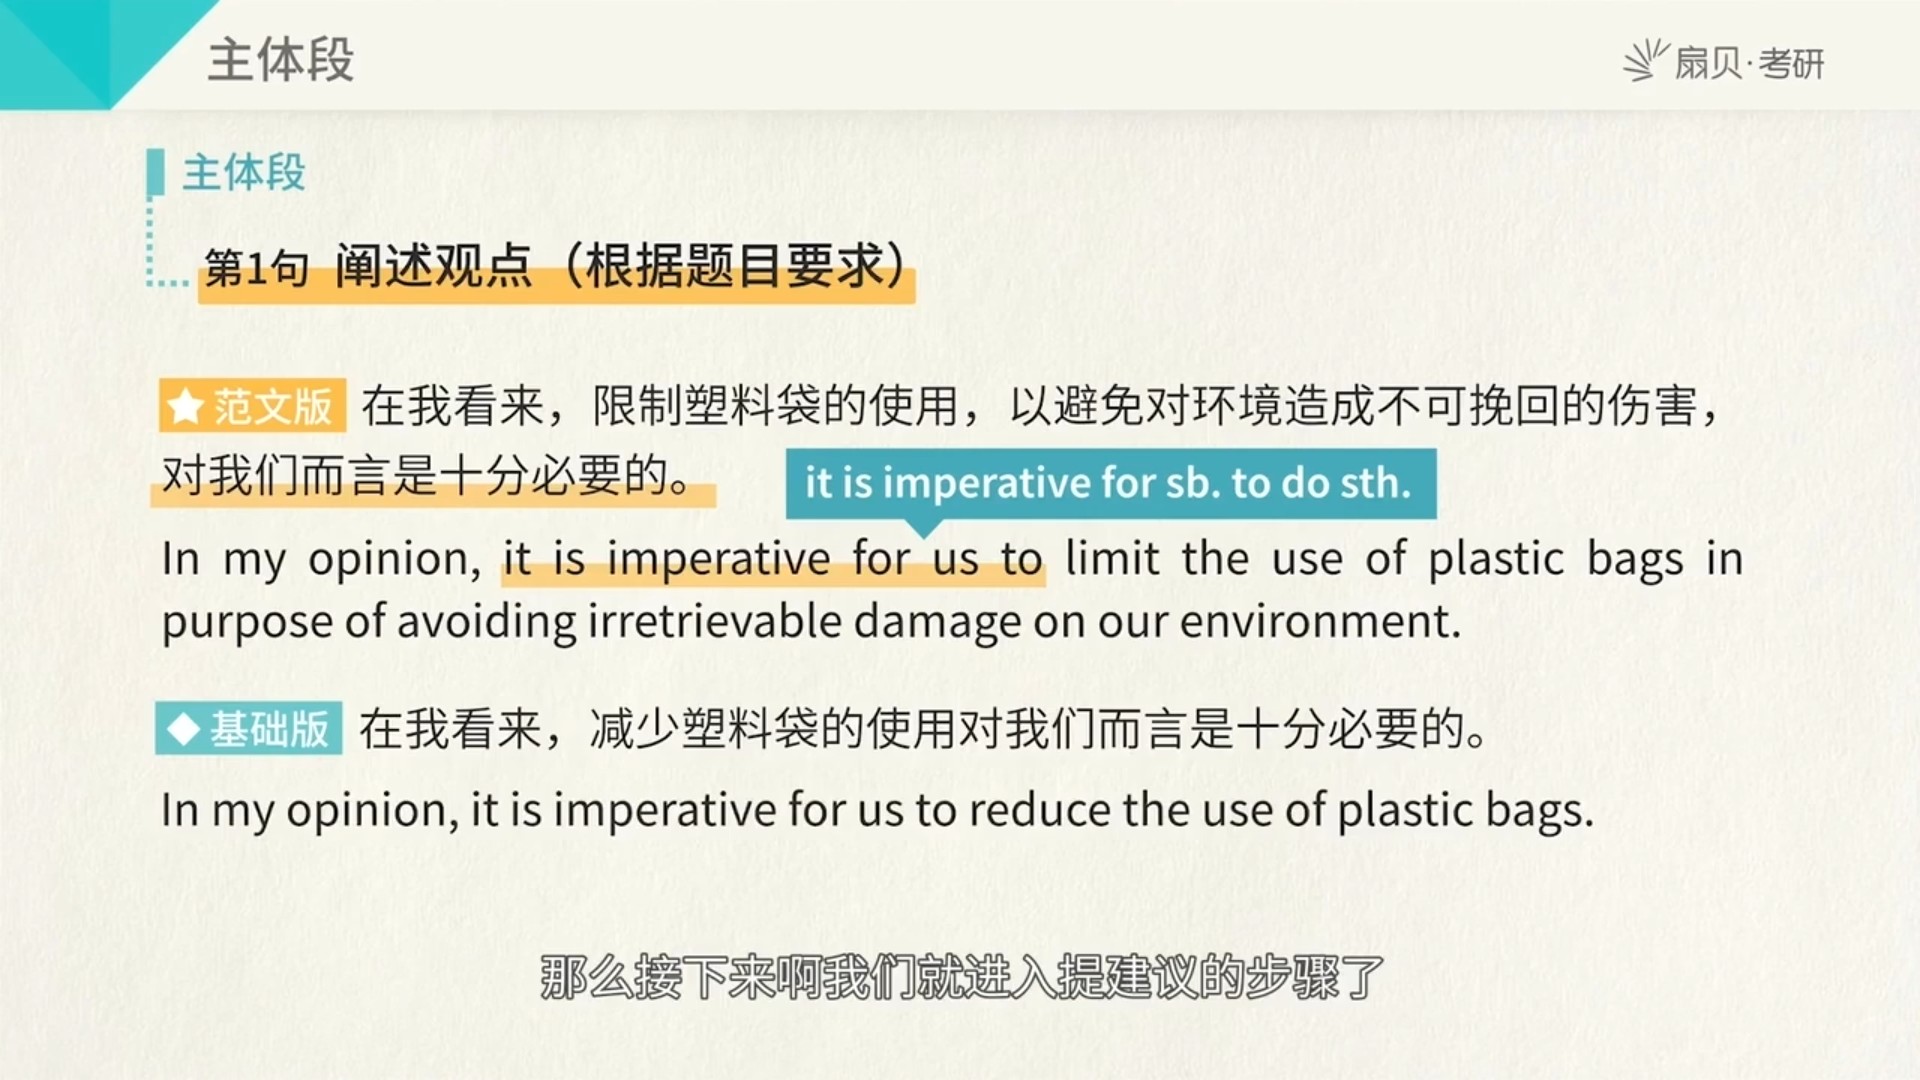 主体段
扇贝·考研
主体段
第1句 阐述观点（根据题目要求）
范文版 在我看来，限制塑料袋的使用，以避免对环境造成不可挽回的伤害，
对我们而言是十分必要的。
it is imperative for sb. to do sth.
In my opinion, it is imperative for us to limit the use of plastic bags in
purpose of avoiding irretrievable damage on our environment.
基础版 在我看来，减少塑料袋的使用对我们而言是十分必要的。
In my opinion, it is imperative for us to reduce the use of plastic bags.
那么接下来啊我们就进入提建议的步骤了